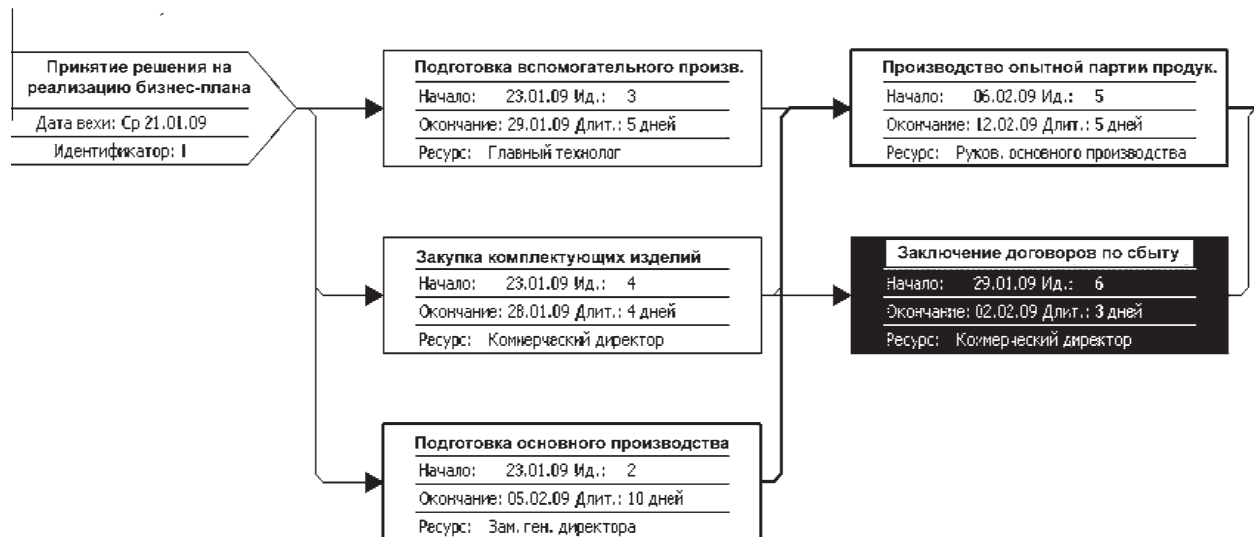 Принятие решения на
реализацию бизнес-плана
Дата вехи: Ср 21.01.09
Идентификатор: 1
Подготовка вспомогательного произв.
Начало: 23.01.09 Ид.: 3
Окончание: 29.01.09 Длит.: 5 дней
Ресурс: Главный технолог
Производство опытной партии продук.
Начало: 06.02.09 Ид.: 5
Окончание: 12.02.09 Длит.: 5 дней
Ресурс: Руков. основного производства
Закупка комплектующих изделий
Начало: 23.01.09 Ид.: 4
Окончание: 28.01.09 Длит.: 4 дней
Ресурс: Коммерческий директор
Заключение договоров по сбыту
Начало: 29.01.09 Ид.: 6
Окончание: 02.02.09 Длит.: 3 дней
Ресурс: Коммерческий директор
Подготовка основного производства
Начало: 23.01.09 Ид.: 2
Окончание: 05.02.09 Длит.: 10 дней
Ресурс: Зам. ген. директора